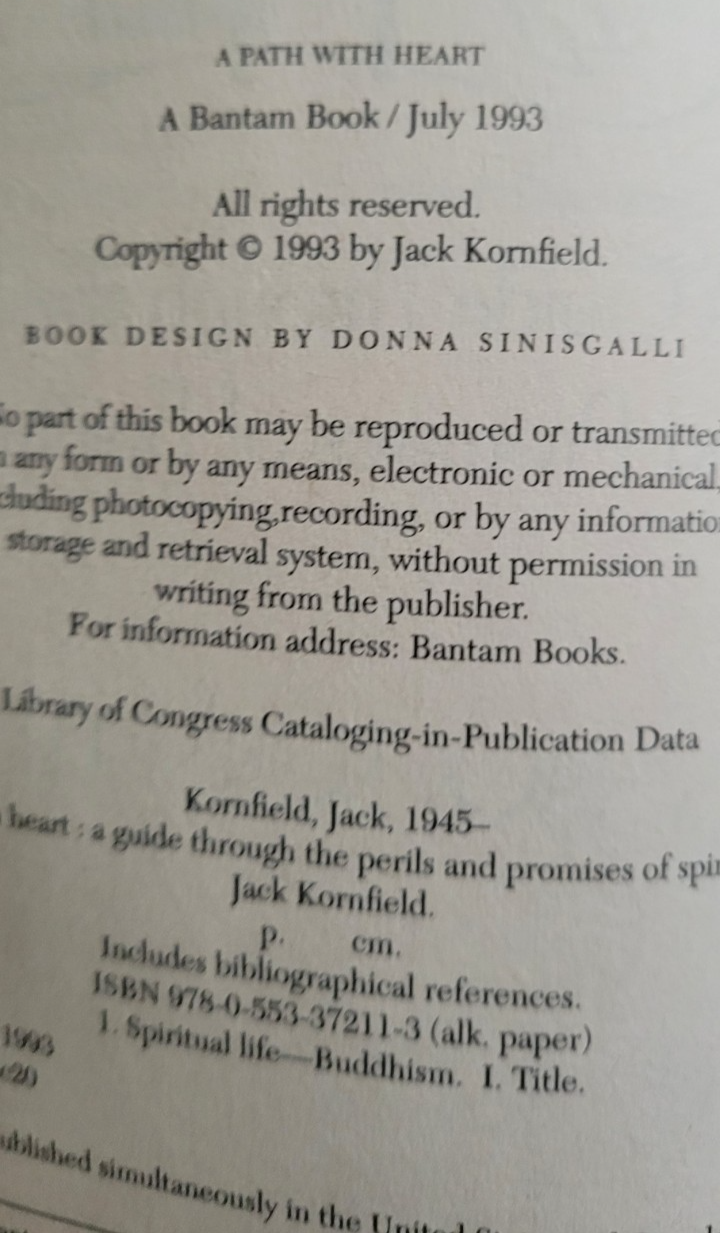 A PATH WITH HEART
A Bantam Book / July 1993
All rights reserved.
Copyright © 1993 by Jack Kornfield.
BOOK DESIGN BY DONNA SINISGALLI
part of this book may be reproduced or transmitted
any form or by any means, electronic or mechanical,
cluding photocopying,recording, or by any informatio
storage and retrieval system, without permission in
writing from the publisher.
For information address: Bantam Books.
Library of Congress Cataloging-in-Publication Data
Kornfield, Jack, 1945–
heart : a guide through the perils and promises of spi
Jack Kornfield.
p. cm.
Includes bibliographical references.
ISBN 978-0-553-37211-3 (alk. paper)
1. Spiritual life—Buddhism. I. Title.
1993
c20
ublished simultaneously in the United